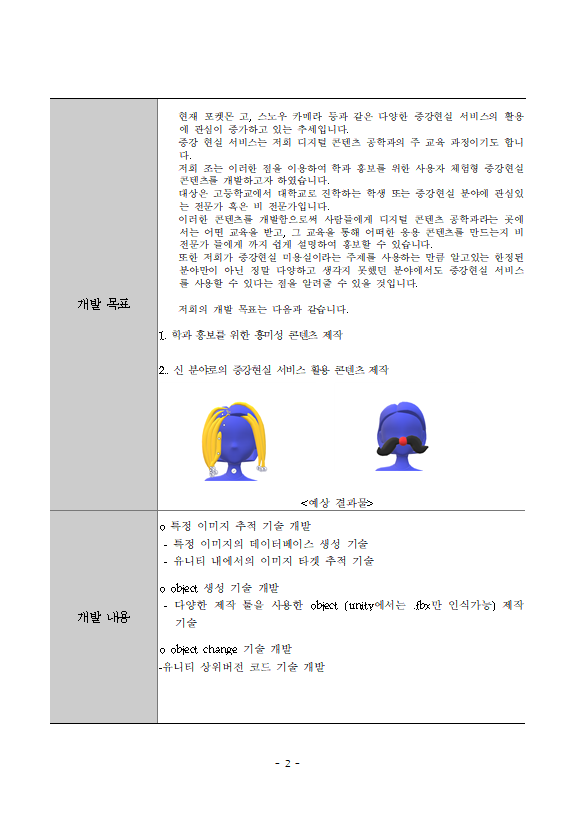 현재 포켓몬 고, 스노우 카메라 등과 같은 다양한 증강현실 서비스의 활용
에 관심이 증가하고 있는 추세입니다.
증강 현실 서비스는 저희 디지털 콘텐츠 공학과의 주 교육 과정이기도 합니
다.
저희 조는 이러한 점을 이용하여 학과 홍보를 위한 사용자 체험형 증강현실
콘텐츠를 개발하고자 하였습니다.
대상은 고등학교에서 대학교로 진학하는 학생 또는 증강현실 분야에 관심있
는 전문가 혹은 비 전문가입니다.
이러한 콘텐츠를 개발함으로써 사람들에게 디지털 콘텐츠 공학과라는 곳에
서는 어떤 교육을 받고, 그 교육을 통해 어떠한 응용 콘텐츠를 만드는지 비
전문가 들에게 까지 쉽게 설명하여 홍보할 수 있습니다.
또한 저희가 증강현실 미용실이라는 주제를 사용하는 만큼 알고있는 한정된
분야만이 아닌 정말 다양하고 생각지 못했던 분야에서도 증강현실 서비스
를 사용할 수 있다는 점을 알려줄 수 있을 것입니다.
개발 목표
저희의 개발 목표는 다음과 같습니다.
1. 학과 홍보를 위한 흥미성 콘텐츠 제작
2.. 신 분야로의 증강현실 서비스 활용 콘텐츠 제작
<예상 결과물>
o 특정 이미지 추적 기술 개발
- 특정 이미지의 데이터베이스 생성 기술
- 유니티 내에서의 이미지 타겟 추적 기술
o object 생성 기술 개발
- 다양한 제작 툴을 사용한 object (unity에서는 .fbx만 인식가능) 제작
기술
개발 내용
o object change 기술 개발
-유니티 상위버전 코드 기술 개발
- 2 -